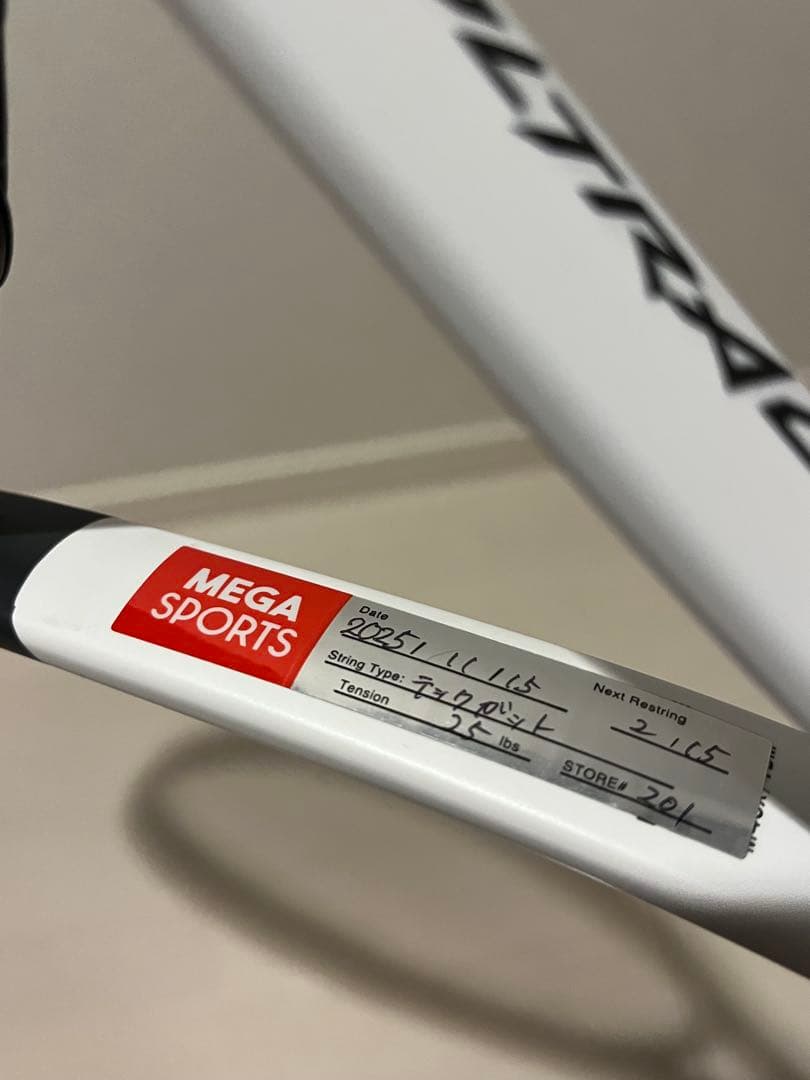 LTRA
MEGA
SPORTS
Date
2025/11/15
Next Restring
2/15
String Type: テックガット
Tension 25 lbs
STORE# 201